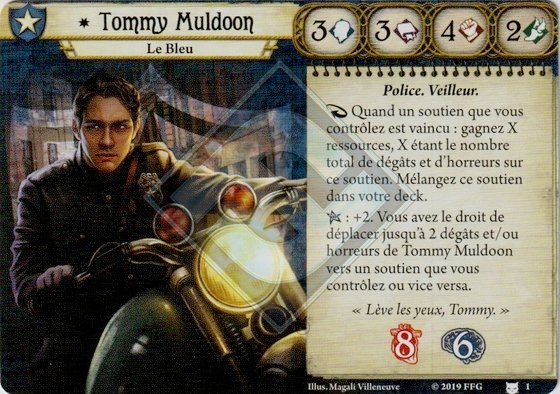 Tommy Muldoon
Le Bleu
3 3 4 2
Police. Veilleur.
Quand un soutien que vous
contrôlez est vaincu : gagnez X
ressources, X étant le nombre
total de dégâts et d'horreurs sur
ce soutien. Mélangez ce soutien
dans votre deck.
: +2. Vous avez le droit de
déplacer jusqu'à 2 dégâts et/ou
horreurs de Tommy Muldoon
vers un soutien que vous
contrôlez ou vice versa.
« Lève les yeux, Tommy. »
8 6
Illus. Magali Villeneuve © 2019 FFG 1